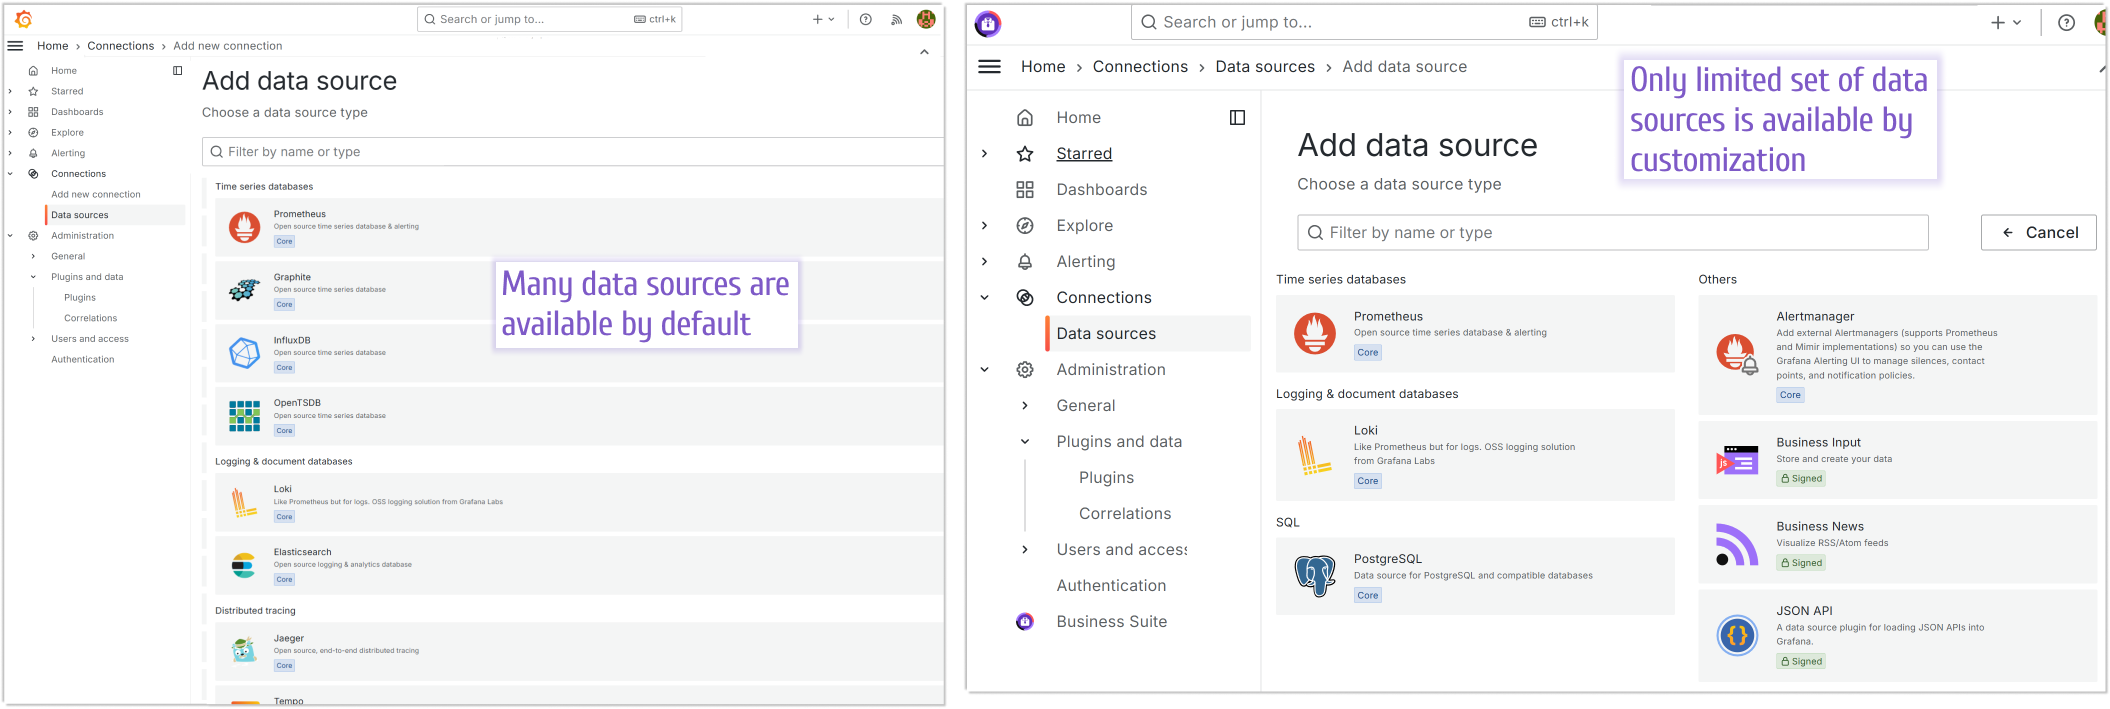 Search or jump to...
ctrl+k
Home > Connections > Add new connection
Home
Starred
Dashboards
Explore
Alerting
Connections
Add new connection
Data sources
Administration
General
Plugins and data
Plugins
Correlations
Users and access
Authentication
Add data source
Choose a data source type
Filter by name or type
Time series databases
Prometheus
Open source time series database & alerting
Core
Graphite
Open source time series database
Core
InfluxDB
Open source time series database
Core
OpenTSDB
Open source time series database
Core
Logging & document databases
Loki
Like Prometheus but for logs. OSS logging solution from Grafana Labs
Core
Elasticsearch
Open source logging & analytics database
Core
Distributed tracing
Jaeger
Open source, end-to-end distributed tracing
Core
Tempo
Many data sources are
available by default
Search or jump to...
ctrl+k
Home > Connections > Data sources > Add data source
Only limited set of data
sources is available by
customization
Home
Starred
Dashboards
Explore
Alerting
Connections
Data sources
Administration
General
Plugins and data
Plugins
Correlations
Users and access
Authentication
Business Suite
Add data source
Choose a data source type
Filter by name or type
Cancel
Time series databases
Prometheus
Open source time series database & alerting
Core
Logging & document databases
Loki
Like Prometheus but for logs. OSS logging solution
from Grafana Labs
Core
SQL
PostgreSQL
Data source for PostgreSQL and compatible databases
Core
Others
Alertmanager
Add external Alertmanagers (supports Prometheus
and Mimir implementations) so you can use the
Grafana Alerting UI to manage silences, contact
points, and notification policies.
Core
JS
Business Input
Store and create your data
Signed
Business News
Visualize RSS/Atom feeds
Signed
JSON API
A data source plugin for loading JSON APIs into
Grafana.
Signed